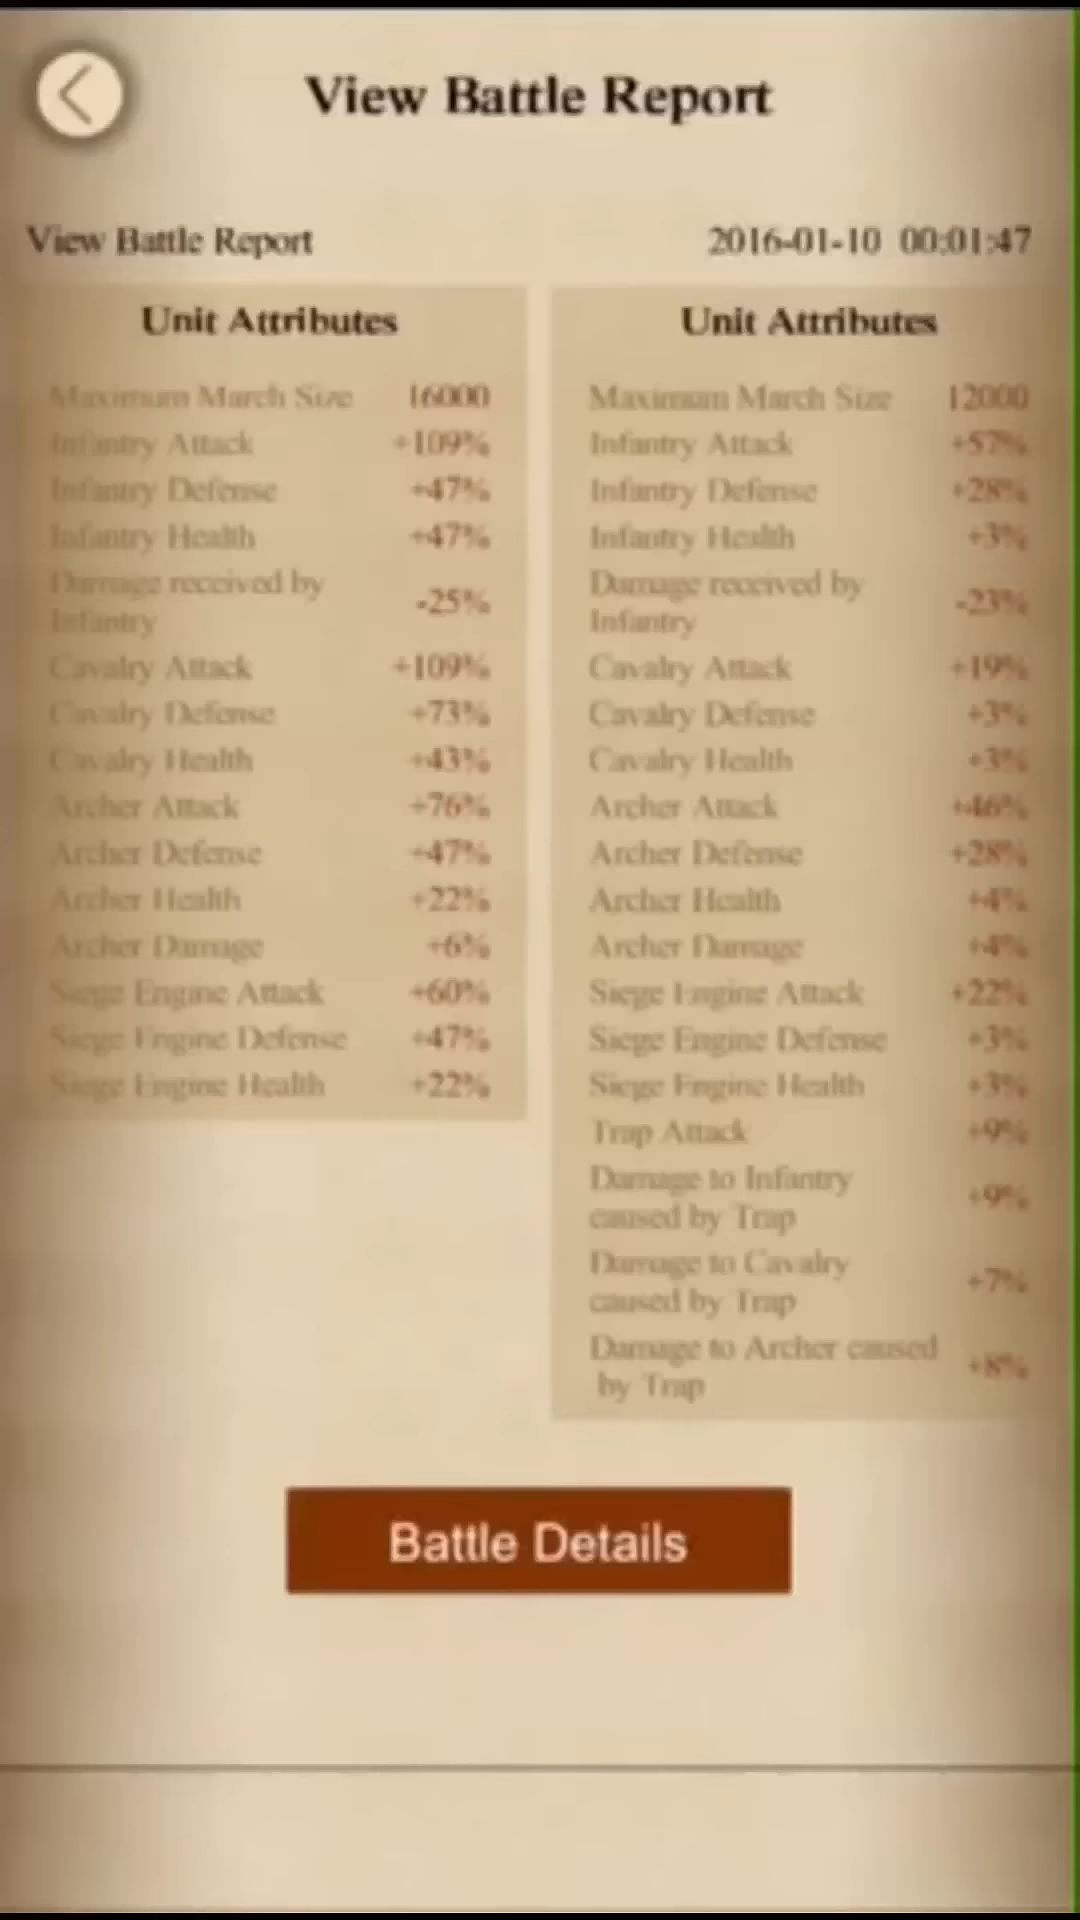 View Battle Report
View Battle Report 2016-01-10 00:01:47
Unit Attributes
Maximum March Size 16000
Infantry Attack +109%
Infantry Defense +47%
Infantry Health +47%
Damage received by
Infantry
-25%
Cavalry Attack +109%
Cavalry Defense +73%
Cavalry Health +43%
Archer Attack +76%
Archer Defense +47%
Archer Health +22%
Archer Damage +6%
Siege Engine Attack +60%
Siege Engine Defense +47%
Siege Engine Health +22%
Unit Attributes
Maximum March Size 12000
Infantry Attack +57%
Infantry Defense +28%
Infantry Health +3%
Damage received by
Infantry
-23%
Cavalry Attack +19%
Cavalry Defense +3%
Cavalry Health +3%
Archer Attack +46%
Archer Defense +28%
Archer Health +4%
Archer Damage +4%
Siege Engine Attack +22%
Siege Engine Defense +3%
Siege Engine Health +3%
Trap Attack +9%
Damage to Infantry
caused by Trap
+9%
Damage to Cavalry
caused by Trap
+7%
Damage to Archer caused
by Trap
+8%
Battle Details